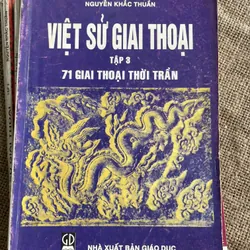 NGUYỄN KHẮC THUẦN
VIỆT SỬ GIAI THOẠI
TẬP 3
71 GIAI THOẠI THỜI TRẦN
NHÀ XUẤT BẢN GIÁO DỤC